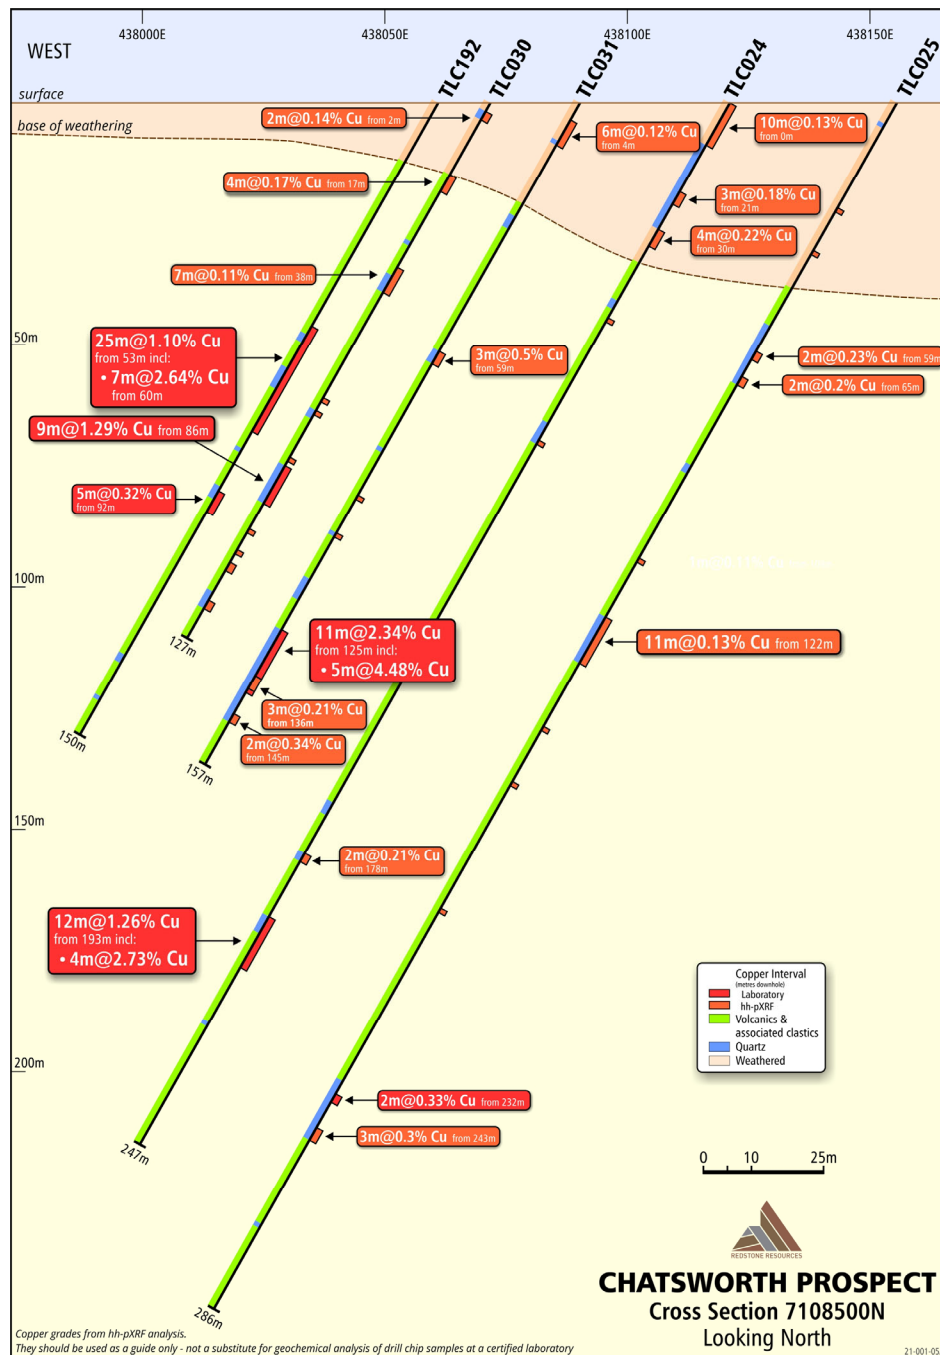 438000E
438050E
438100E
438150E
WEST
TLC192
TLC030
TLC031
TLC024
TLC025
surface
base of weathering
2m@0.14% Cu from 2m
6m@0.12% Cu
from 4m
10m@0.13% Cu
from 0m
4m@0.17% Cu from 17m
3m@0.18% Cu
from 21m
4m@0.22% Cu
from 30m
7m@0.11% Cu from 38m
50m
25m@1.10% Cu
from 53m incl:
• 7m@2.64% Cu
from 60m
3m@0.5% Cu
from 59m
2m@0.23% Cu from 59m
2m@0.2% Cu from 65m
9m@1.29% Cu from 86m
5m@0.32% Cu
from 92m
100m
127m
11m@2.34% Cu
from 125m incl:
• 5m@4.48% Cu
11m@0.13% Cu from 122m
3m@0.21% Cu
from 136m
2m@0.34% Cu
from 145m
150m
157m
150m
2m@0.21% Cu
from 178m
12m@1.26% Cu
from 193m incl:
• 4m@2.73% Cu
Copper Interval
(metres downhole)
Laboratory
hh-pXRF
Volcanics &
associated clastics
Quartz
Weathered
200m
2m@0.33% Cu from 232m
3m@0.3% Cu from 243m
247m
0 10 25m
REDSTONE RESOURCES
CHATSWORTH PROSPECT
Cross Section 7108500N
Looking North
286m
Copper grades from hh-pXRF analysis.
They should be used as a guide only - not a substitute for geochemical analysis of drill chip samples at a certified laboratory